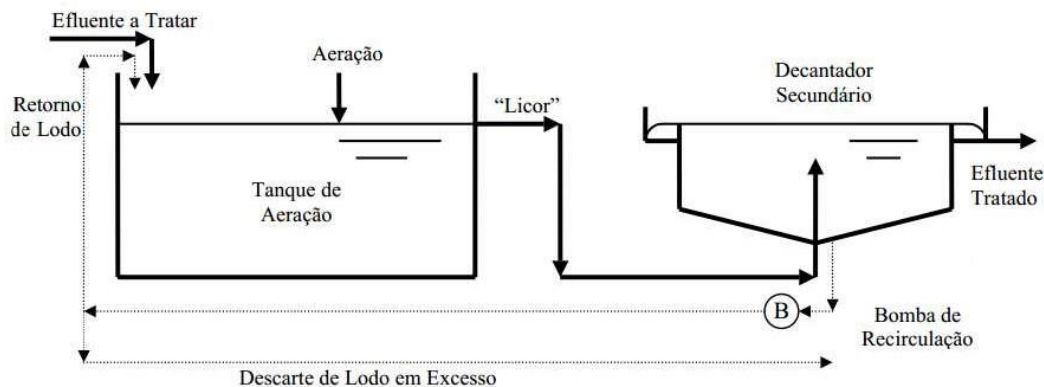 Efluente a Tratar
Aeração
Decantador
Secundário
Retorno
de Lodo
“Licor”
Tanque de
Aeração
Efluente
Tratado
B
Bomba de
Recirculação
Descarte de Lodo em Excesso